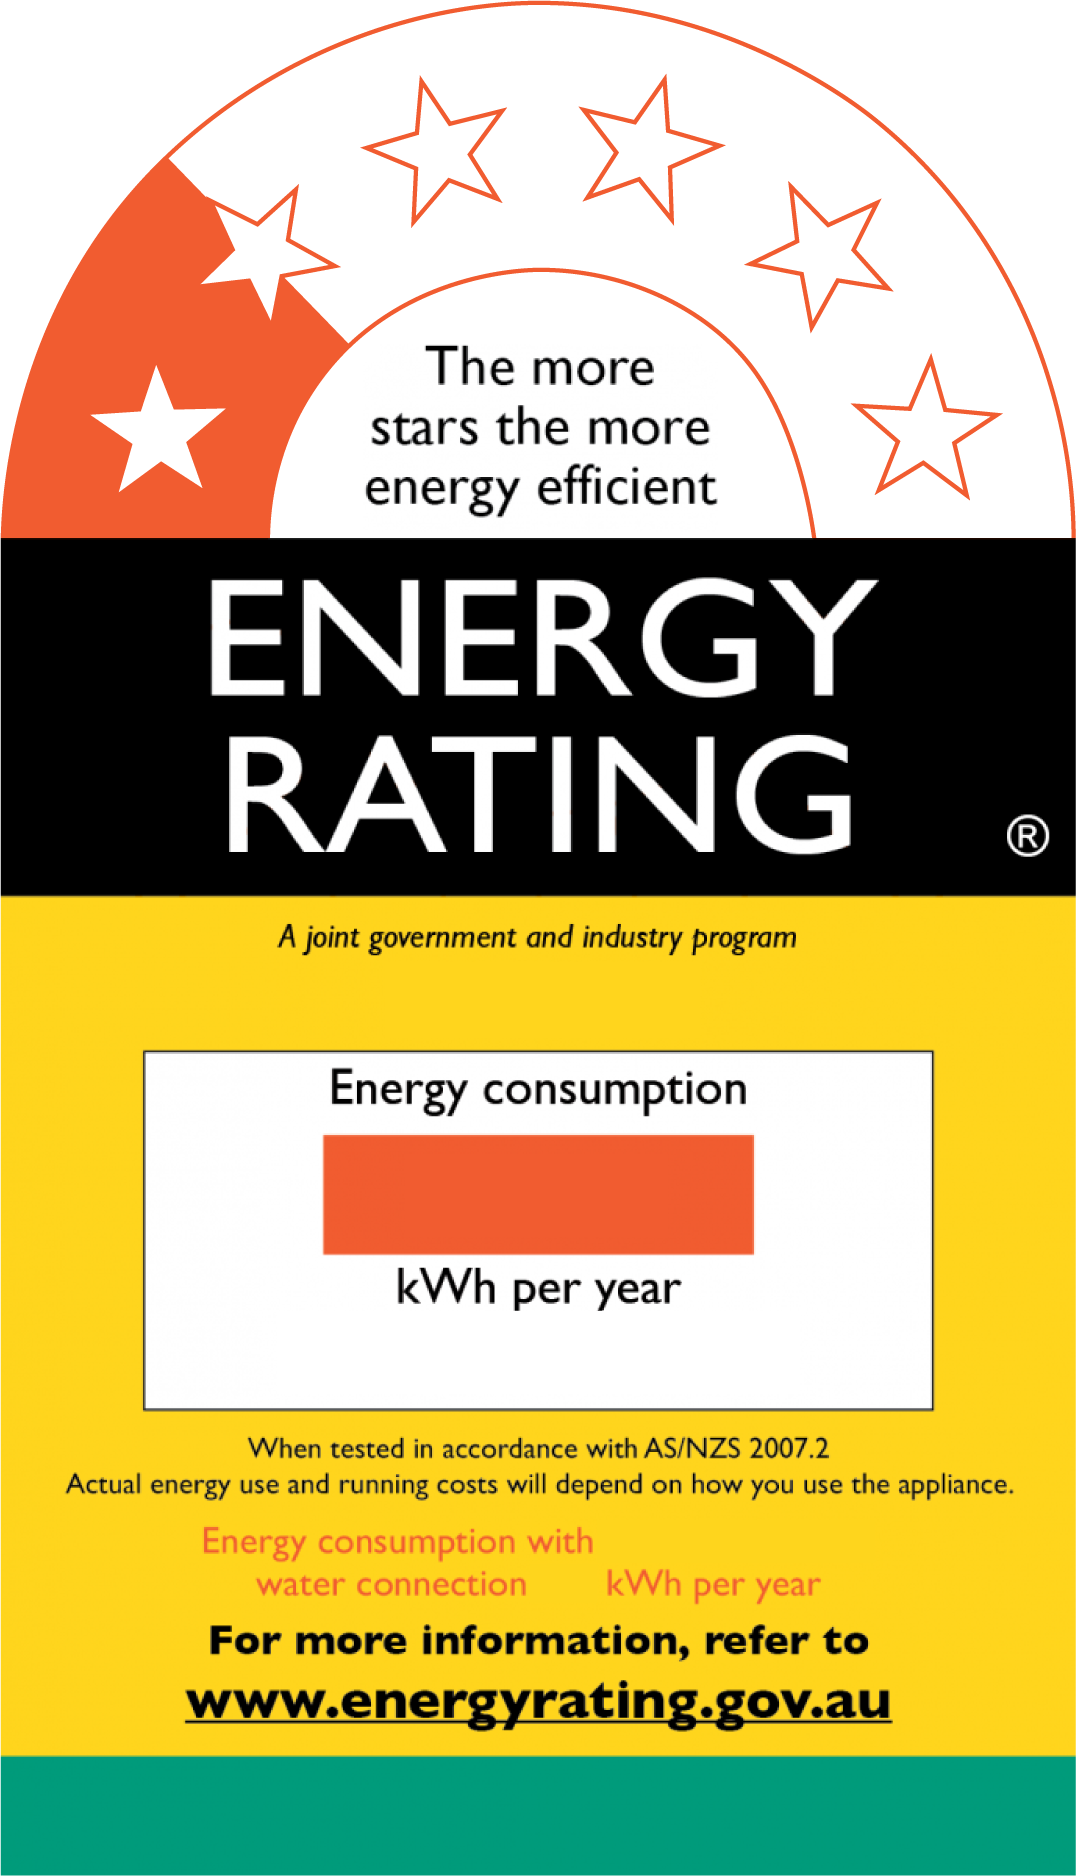 The more
stars the more
energy efficient
ENERGY
RATING
®
A joint government and industry program
Energy consumption
kWh per year
When tested in accordance with AS/NZS 2007.2
Actual energy use and running costs will depend on how you use the appliance.
Energy consumption with
water connection kWh per year
For more information, refer to
www.energyrating.gov.au